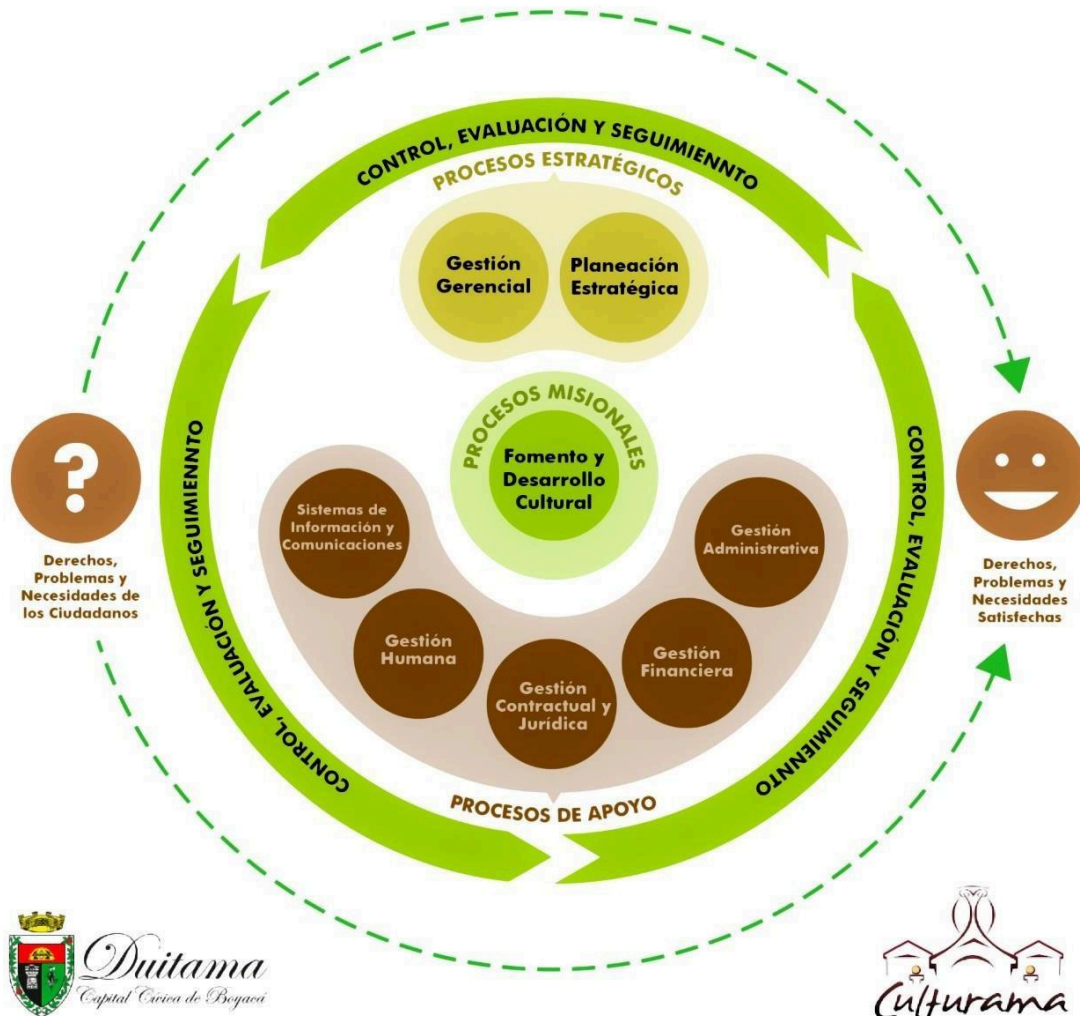 CONTROL, EVALUACIÓN Y SEGUIMIENNTO
PROCESOS ESTRATÉGICOS
Gestión
Gerencial
Planeación
Estratégica
PROCESOS MISIONALES
Fomento y
Desarrollo
Cultural
CONTROL, EVALUACIÓN Y SEGUIMIENNTO
CONTROL, EVALUACIÓN Y SEGUIMIENNTO
?
Derechos,
Problemas y
Necesidades de
los Ciudadanos
Sistemas de
Información y
Comunicaciones
Gestión
Humana
Gestión
Contractual y
Jurídica
Gestión
Financiera
Gestión
Administrativa
Derechos,
Problemas y
Necesidades
Satisfechas
PROCESOS DE APOYO
Duitama
Capital Cívica de Boyacá
Culturama